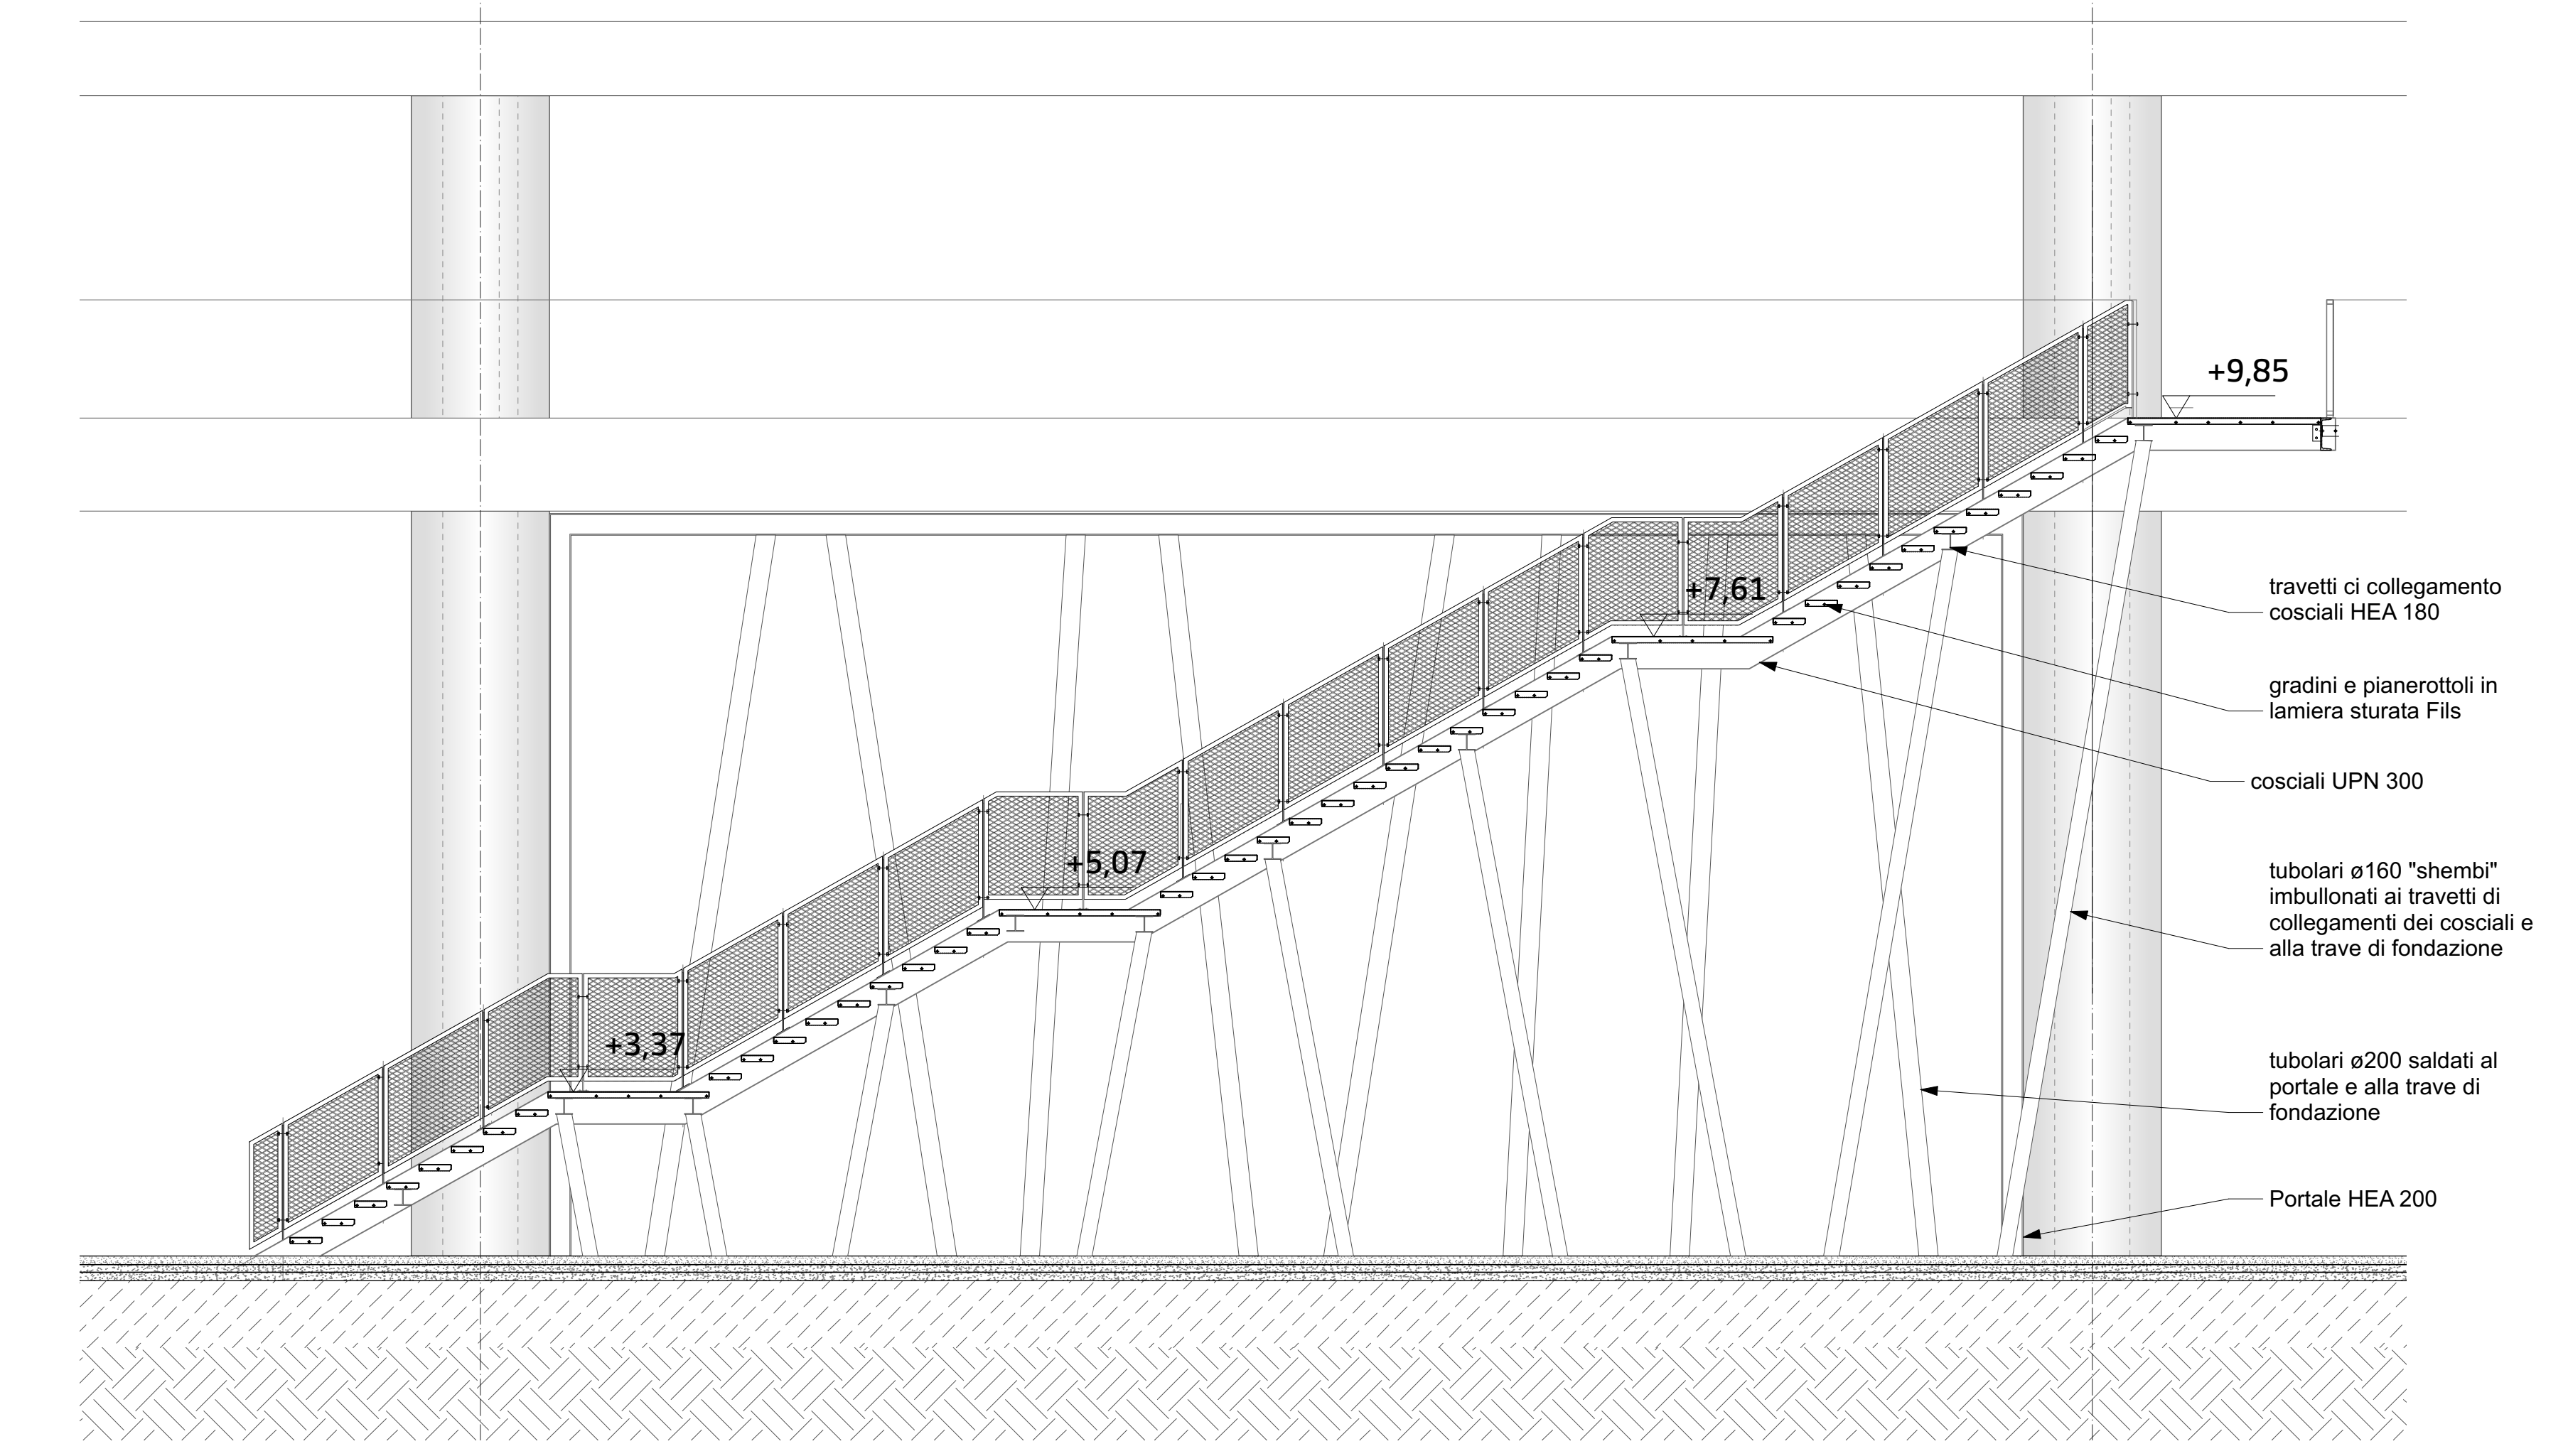 +9,85
travetti ci collegamento
cosciali HEA 180
+7,61
gradini e pianerottoli in
lamiera sturata Fils
cosciali UPN 300
+5,07
tubolari ø160 "shembi"
imbullonati ai travetti di
collegamenti dei cosciali e
alla trave di fondazione
+3,37
tubolari ø200 saldati al
portale e alla trave di
fondazione
Portale HEA 200